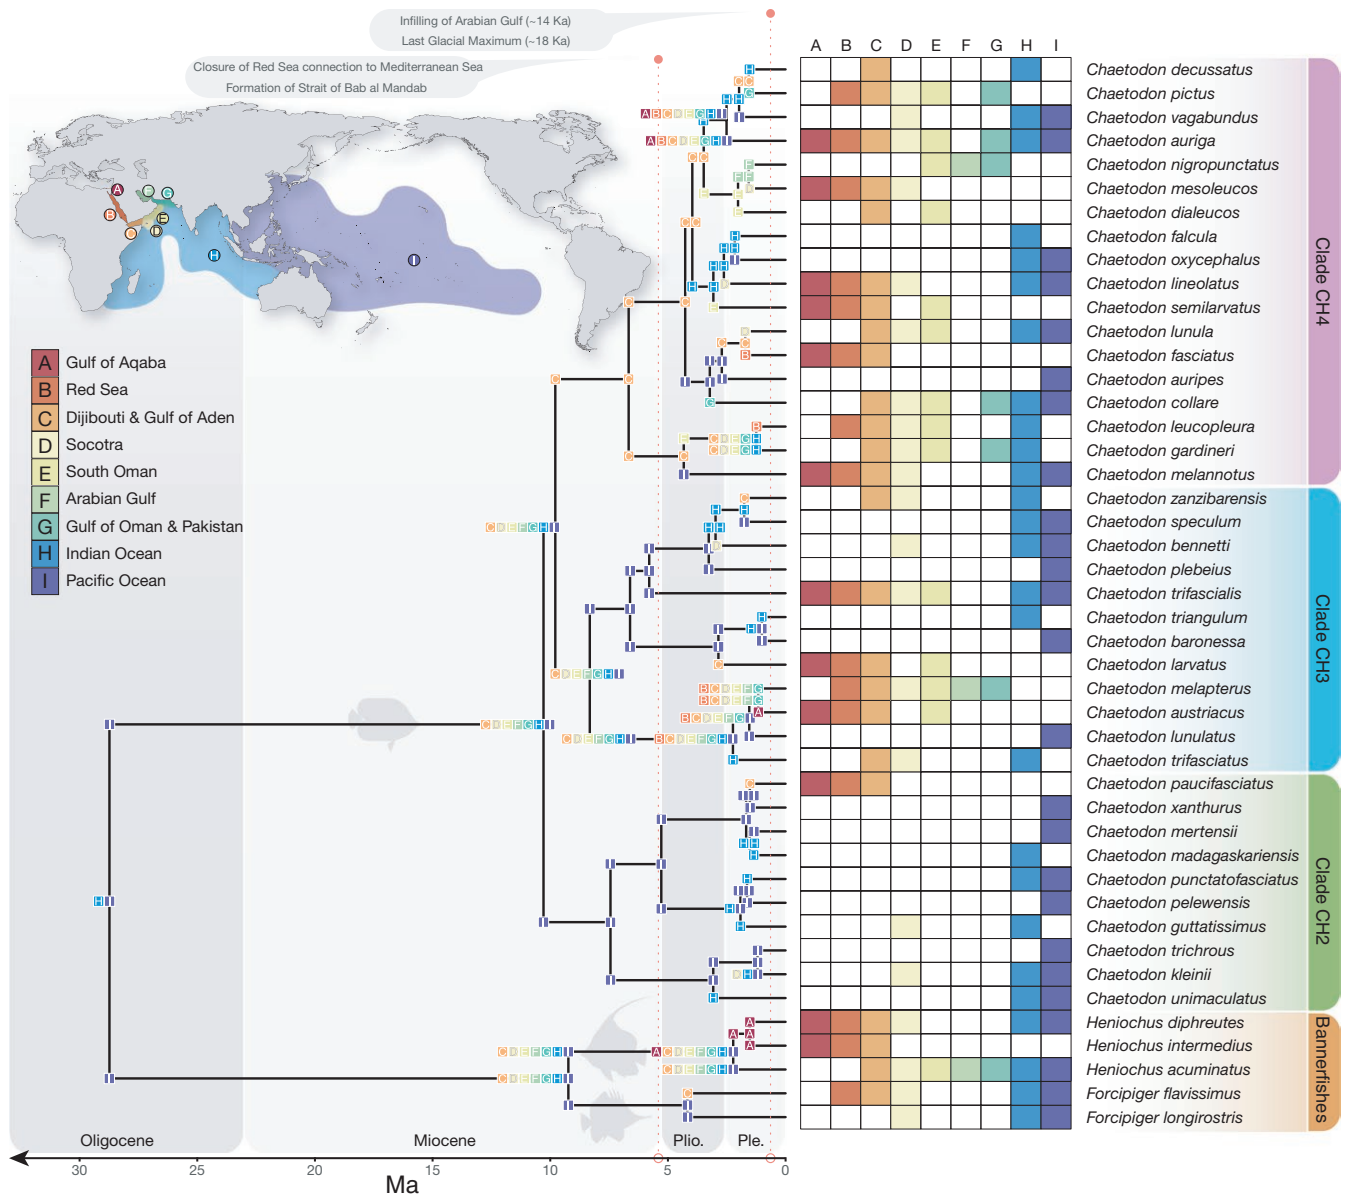 Infilling of Arabian Gulf (~14 Ka)
Last Glacial Maximum (~18 Ka)
Closure of Red Sea connection to Mediterranean Sea
Formation of Strait of Bab al Mandab
A B C D E F G H I
A Gulf of Aqaba
B Red Sea
C Dijibouti & Gulf of Aden
D Socotra
E South Oman
F Arabian Gulf
G Gulf of Oman & Pakistan
H Indian Ocean
I Pacific Ocean
Chaetodon decussatus
Chaetodon pictus
Chaetodon vagabundus
Chaetodon auriga
Chaetodon nigropunctatus
Chaetodon mesoleucos
Chaetodon dialeucos
Chaetodon falcula
Chaetodon oxycephalus
Chaetodon lineolatus
Chaetodon semilarvatus
Chaetodon lunula
Chaetodon fasciatus
Chaetodon auripes
Chaetodon collare
Chaetodon leucopleura
Chaetodon gardineri
Chaetodon melannotus
Clade CH4
Chaetodon zanzibarensis
Chaetodon speculum
Chaetodon bennetti
Chaetodon plebeius
Chaetodon trifascialis
Chaetodon triangulum
Chaetodon baronessa
Chaetodon larvatus
Chaetodon melapterus
Chaetodon austriacus
Chaetodon lunulatus
Chaetodon trifasciatus
Clade CH3
Chaetodon paucifasciatus
Chaetodon xanthurus
Chaetodon mertensii
Chaetodon madagaskariensis
Chaetodon punctatofasciatus
Chaetodon pelewensis
Chaetodon guttatissimus
Chaetodon trichrous
Chaetodon kleinii
Chaetodon unimaculatus
Clade CH2
Heniochus diphreutes
Heniochus intermedius
Heniochus acuminatus
Forcipiger flavissimus
Forcipiger longirostris
Bannerfishes
Oligocene Miocene Plio. Ple.
30 25 20 15 10 5 0
Ma